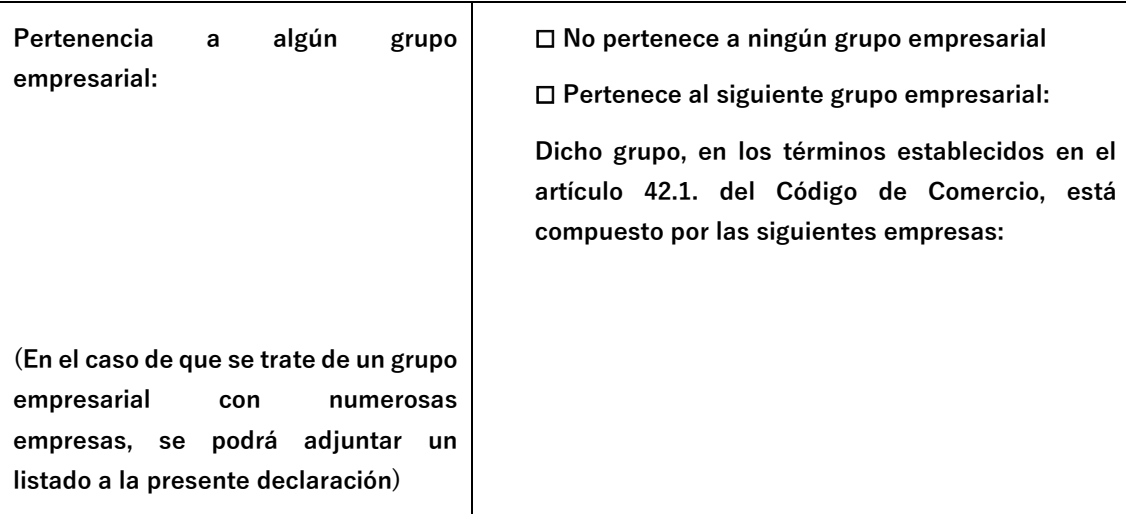 Pertenencia a algún grupo
empresarial:
(En el caso de que se trate de un grupo
empresarial con numerosas
empresas, se podrá adjuntar un
listado a la presente declaración)
☐ No pertenece a ningún grupo empresarial
☐ Pertenece al siguiente grupo empresarial:
Dicho grupo, en los términos establecidos en el
artículo 42.1. del Código de Comercio, está
compuesto por las siguientes empresas: